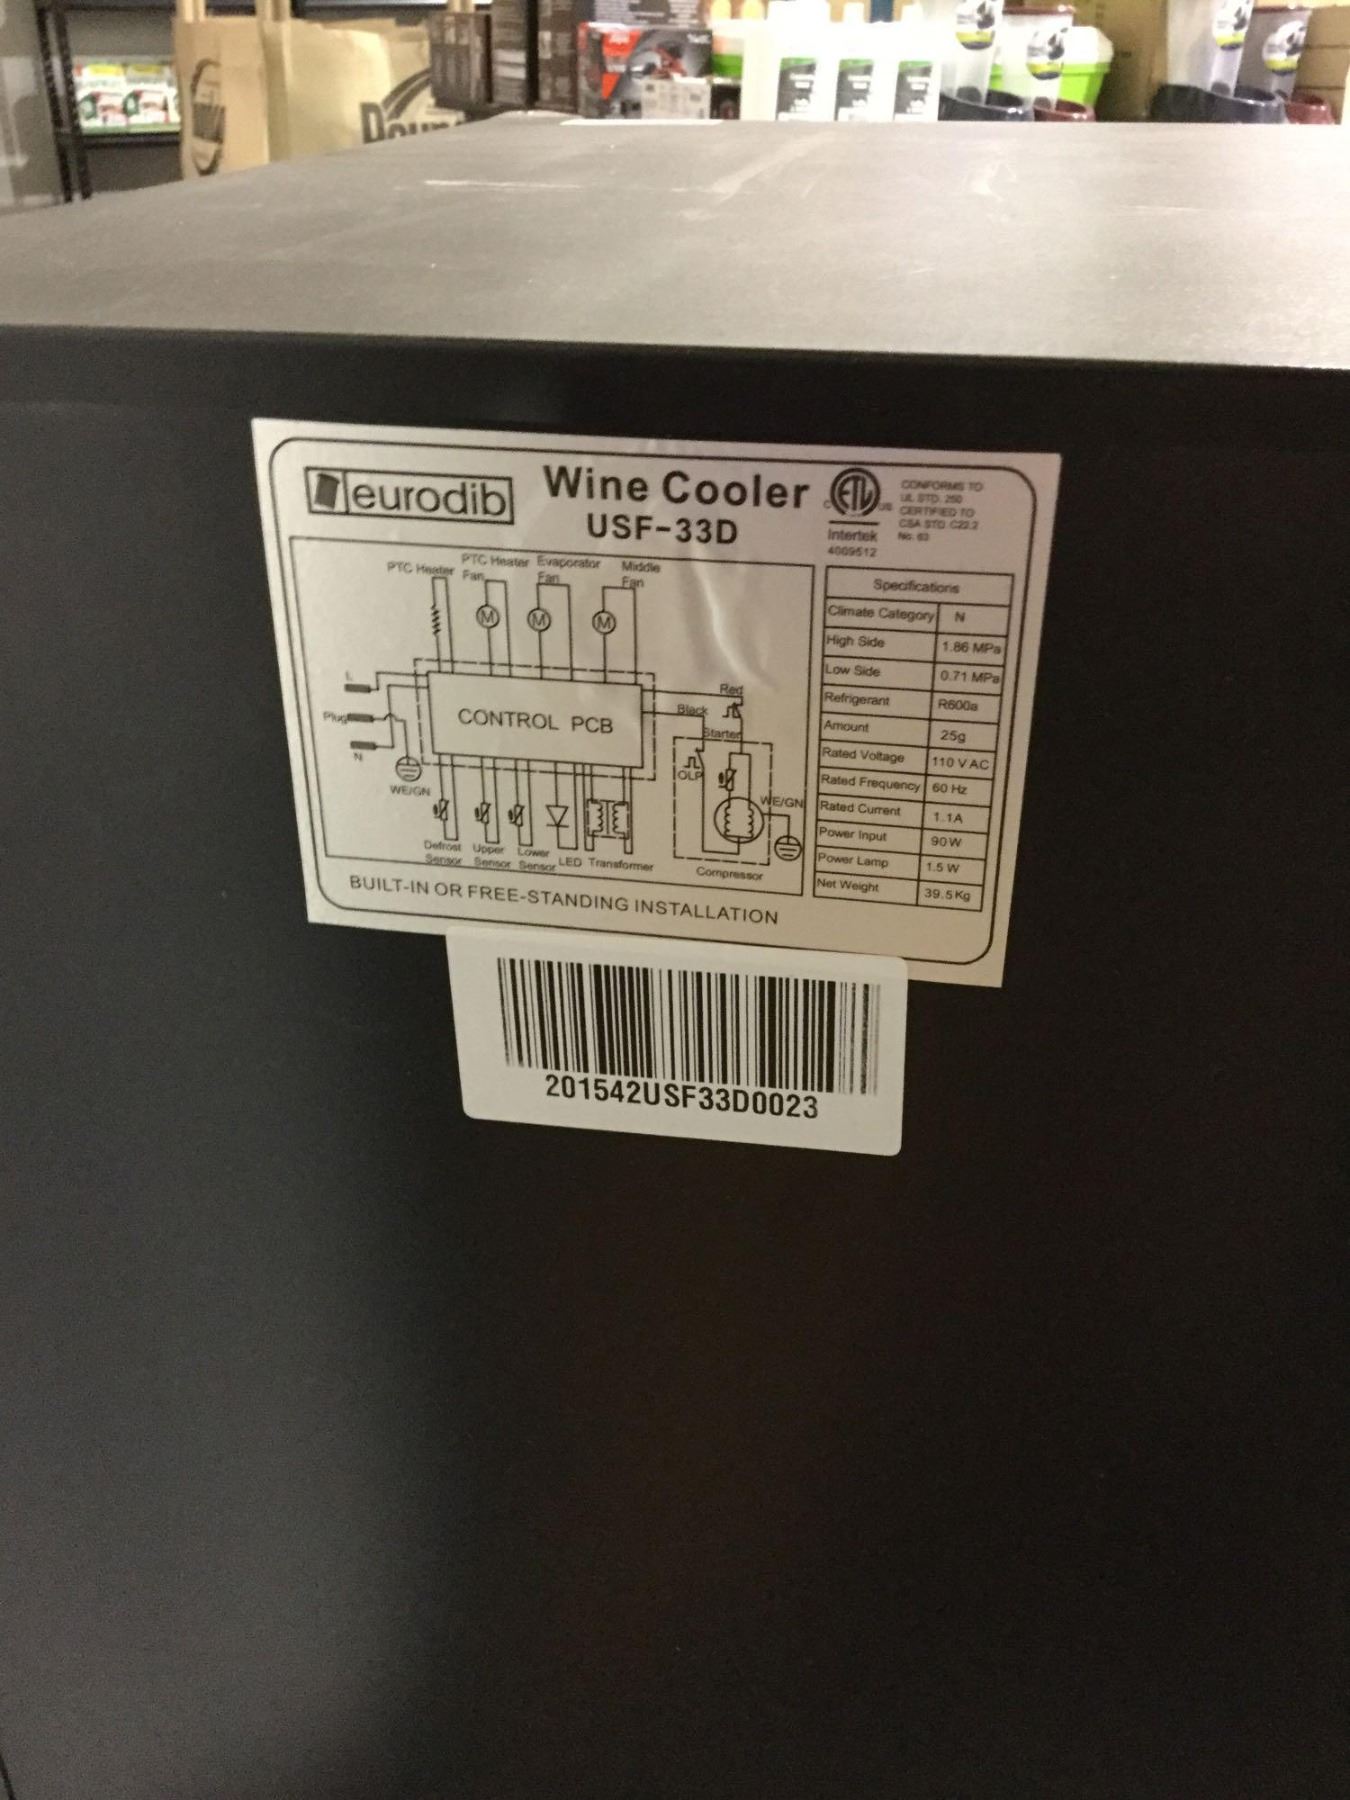 eurodib
Wine Cooler
USF-33D
ETL
C
US
Intertek
4009512
CONFORMS TO
UL STD. 250
CERTIFIED TO
CSA STD C22.2
No. 63
PTC Heater
PTC Heater Fan
Evaporator Fan
Middle Fan
M
M
M
L
Plug
N
WE/GN
CONTROL PCB
Red
Black
Starter
OLP
WE/GN
Compressor
Defrost Sensor
Upper Sensor
Lower Sensor
LED
Transformer
Specifications
Climate Category N
High Side 1.86 MPa
Low Side 0.71 MPa
Refrigerant R600a
Amount 25g
Rated Voltage 110 V AC
Rated Frequency 60 Hz
Rated Current 1.1A
Power Input 90W
Power Lamp 1.5 W
Net Weight 39.5Kg
BUILT-IN OR FREE-STANDING INSTALLATION
201542USF33D0023